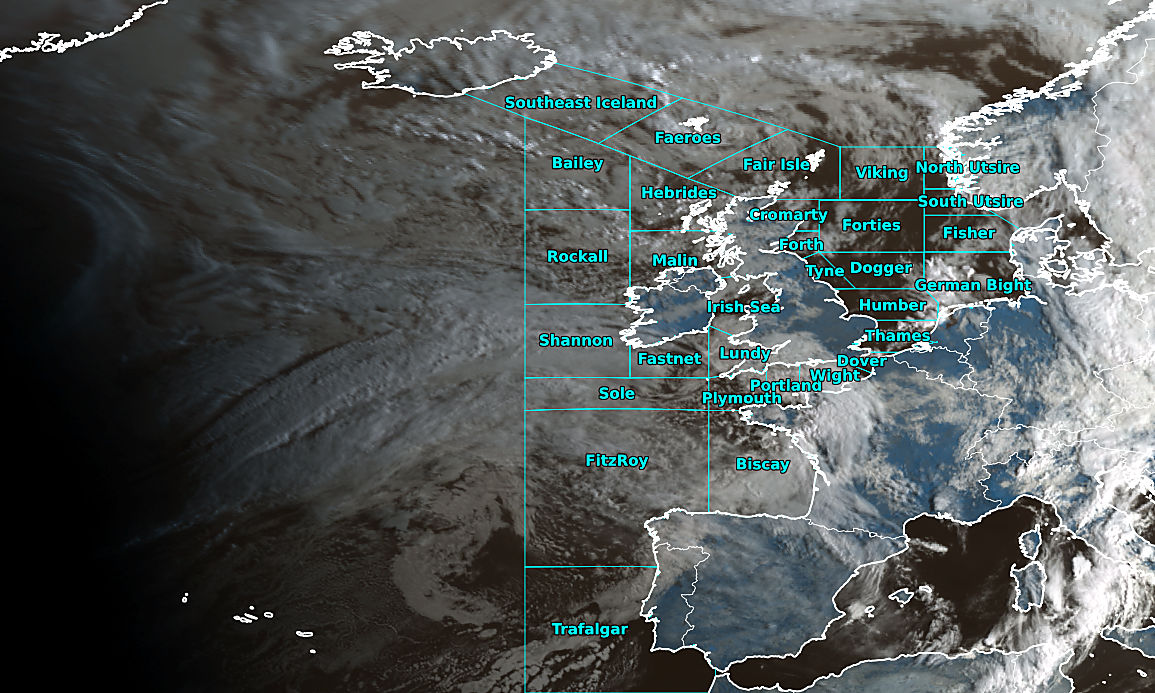 Southeast Iceland
Faeroes
Bailey
Fair Isle
Viking
North Utsire
Hebrides
South Utsire
Cromarty
Forties
Fisher
Forth
Rockall
Malin
Tyne
Dogger
German Bight
Irish Sea
Humber
Thames
Shannon
Fastnet
Lundy
Dover
Wight
Portland
Sole
Plymouth
FitzRoy
Biscay
Trafalgar